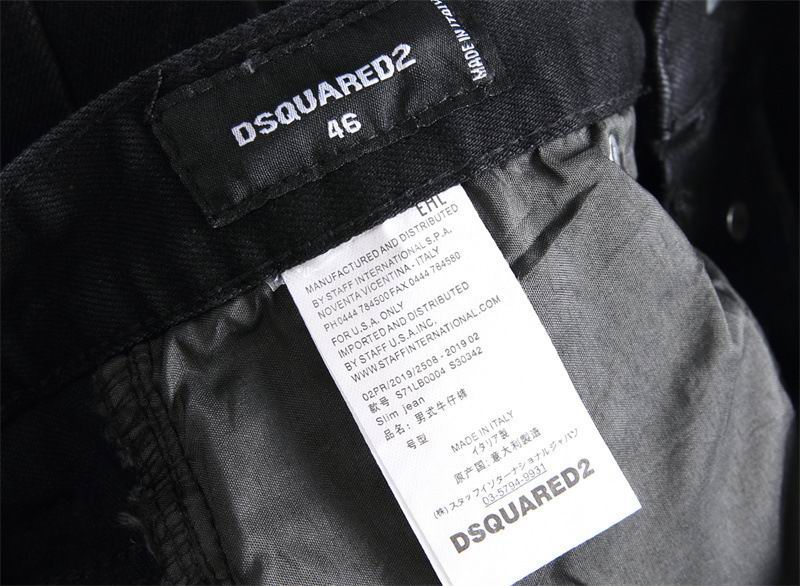 DSQUARED2
46
MADE IN ITALY
EHL
MANUFACTURED AND DISTRIBUTED
BY STAFF INTERNATIONAL S.P.A.
NOVENTA VICENTINA - ITALY
PH 0444 784500 FAX 0444 784580
FOR U.S.A. ONLY
IMPORTED AND DISTRIBUTED
BY STAFF U.S.A.INC.
WWW.STAFFINTERNATIONAL.COM
02PR/2019/2508 - 2019 02
款号 S71LB0004 S30342
Slim jean
品名: 男式牛仔裤
号型
MADE IN ITALY
イタリア製
原产国: 意大利製造
(株) スタッフインターナショナルジャパン
03-5794-9931
DSQUARED2